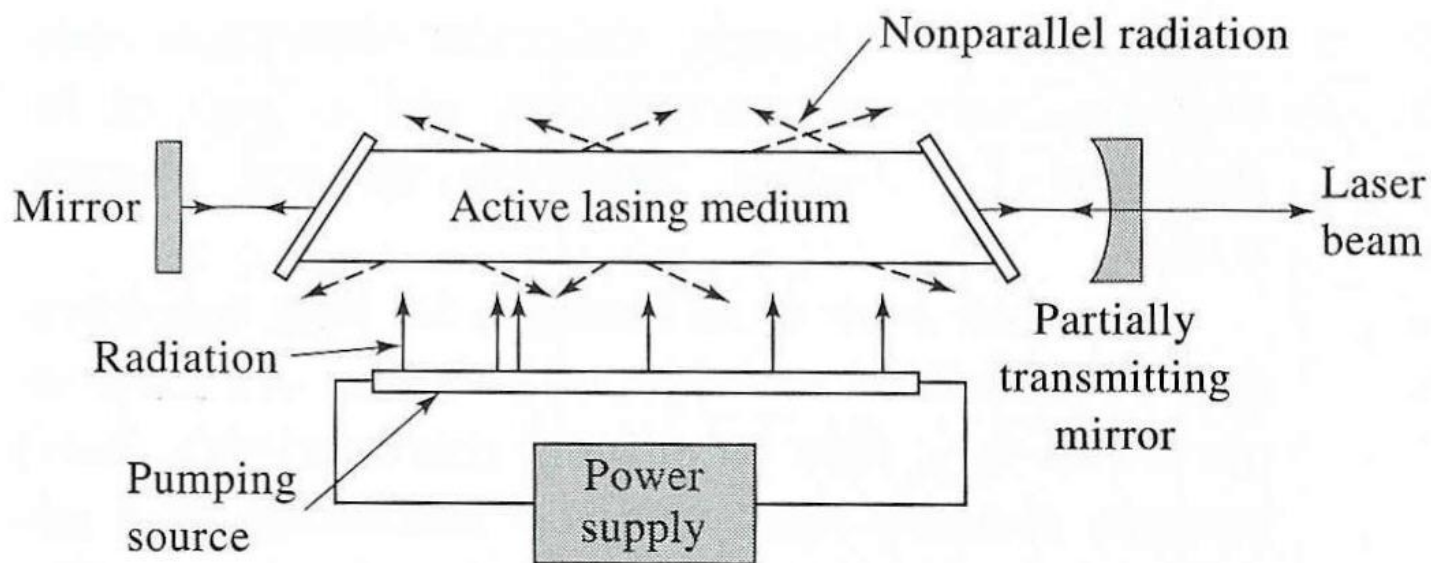 Nonparallel radiation
Mirror
Active lasing medium
Laser
beam
Radiation
Partially
transmitting
mirror
Pumping
source
Power
supply